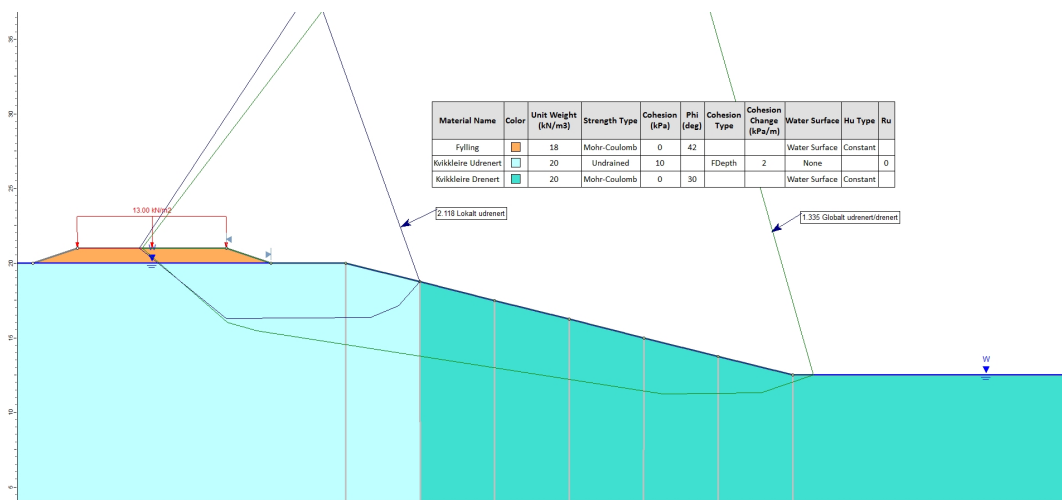 35
30
25
20
15
10
5
Material Name Color Unit Weight (kN/m3) Strength Type Cohesion (kPa) Phi (deg) Cohesion Type Cohesion Change (kPa/m) Water Surface Hu Type Ru
Fylling 18 Mohr-Coulomb 0 42 Water Surface Constant
Kvikkleire Udrenert 20 Undrained 10 FDepth 2 None 0
Kvikkleire Drenert 20 Mohr-Coulomb 0 30 Water Surface Constant
13.00 kN/m2
2.118 Lokalt udrenert
1.335 Globalt udrenert/drenert
W
W